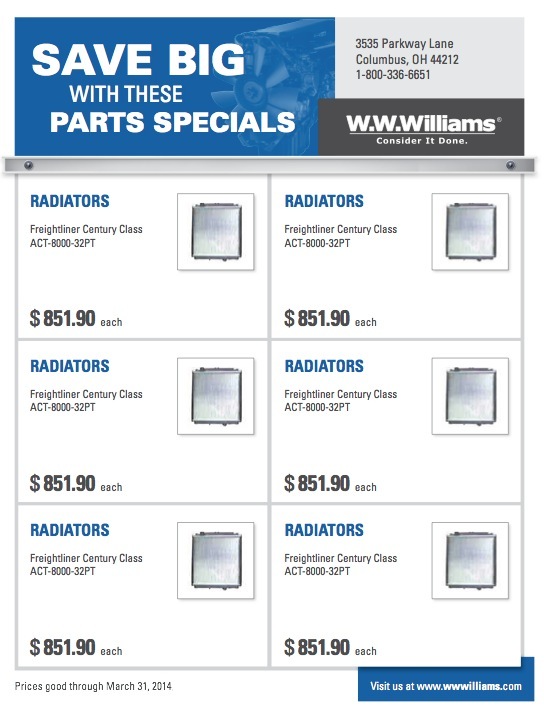 SAVE BIG
WITH THESE
PARTS SPECIALS
3535 Parkway Lane
Columbus, OH 44212
1-800-336-6651
W.W.Williams®
Consider It Done.
RADIATORS
Freightliner Century Class
ACT-8000-32PT
$851.90 each
RADIATORS
Freightliner Century Class
ACT-8000-32PT
$851.90 each
RADIATORS
Freightliner Century Class
ACT-8000-32PT
$851.90 each
RADIATORS
Freightliner Century Class
ACT-8000-32PT
$851.90 each
RADIATORS
Freightliner Century Class
ACT-8000-32PT
$851.90 each
RADIATORS
Freightliner Century Class
ACT-8000-32PT
$851.90 each
Prices good through March 31, 2014
Visit us at www.wwwilliams.com